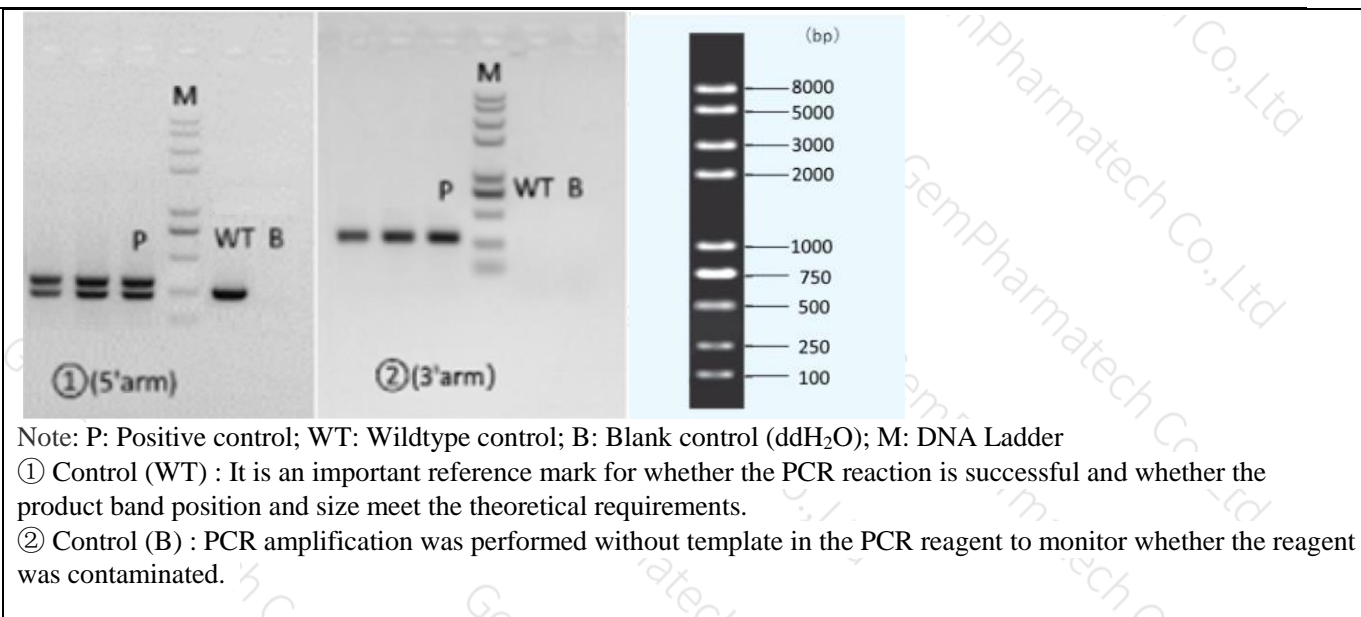 M
P
WT B
①(5'arm)
M
P
WT B
②(3'arm)
(bp)
8000
5000
3000
2000
1000
750
500
250
100
Note: P: Positive control; WT: Wildtype control; B: Blank control (ddH₂O); M: DNA Ladder
① Control (WT) : It is an important reference mark for whether the PCR reaction is successful and whether the
product band position and size meet the theoretical requirements.
② Control (B) : PCR amplification was performed without template in the PCR reagent to monitor whether the reagent
was contaminated.
GemPharmatech Co.,Ltd